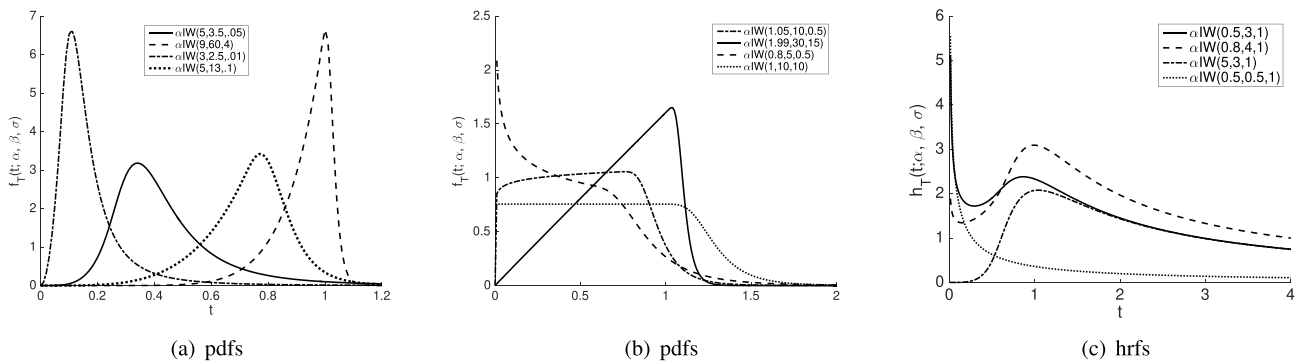 7
6
5
4
3
2
1
0
f_T(t; α, β, σ)
αIW(5,3,5,.05)
αIW(9,60,4)
αIW(3,2.5,.01)
αIW(5,13,.1)
0 0.2 0.4 0.6 0.8 1 1.2
t
(a) pdfs
2.5
2
1.5
1
0.5
0
f_T(t; α, β, σ)
αIW(1.05,10,0.5)
αIW(1.99,30,15)
αIW(0.8,5,0.5)
αIW(1,10,10)
0 0.5 1 1.5 2
t
(b) pdfs
6
5
4
3
2
1
0
h_T(t;α, β, σ)
αIW(0.5,3,1)
αIW(0.8,4,1)
αIW(5,3,1)
αIW(0.5,0.5,1)
0 1 2 3 4
t
(c) hrfs